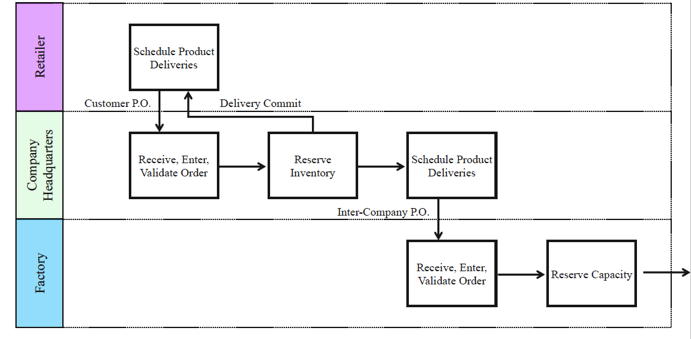 Retailer
Schedule Product
Deliveries
Customer P.O.
Delivery Commit
Company
Headquarters
Receive, Enter,
Validate Order
Reserve
Inventory
Schedule Product
Deliveries
Inter-Company P.O.
Factory
Receive, Enter,
Validate Order
Reserve Capacity